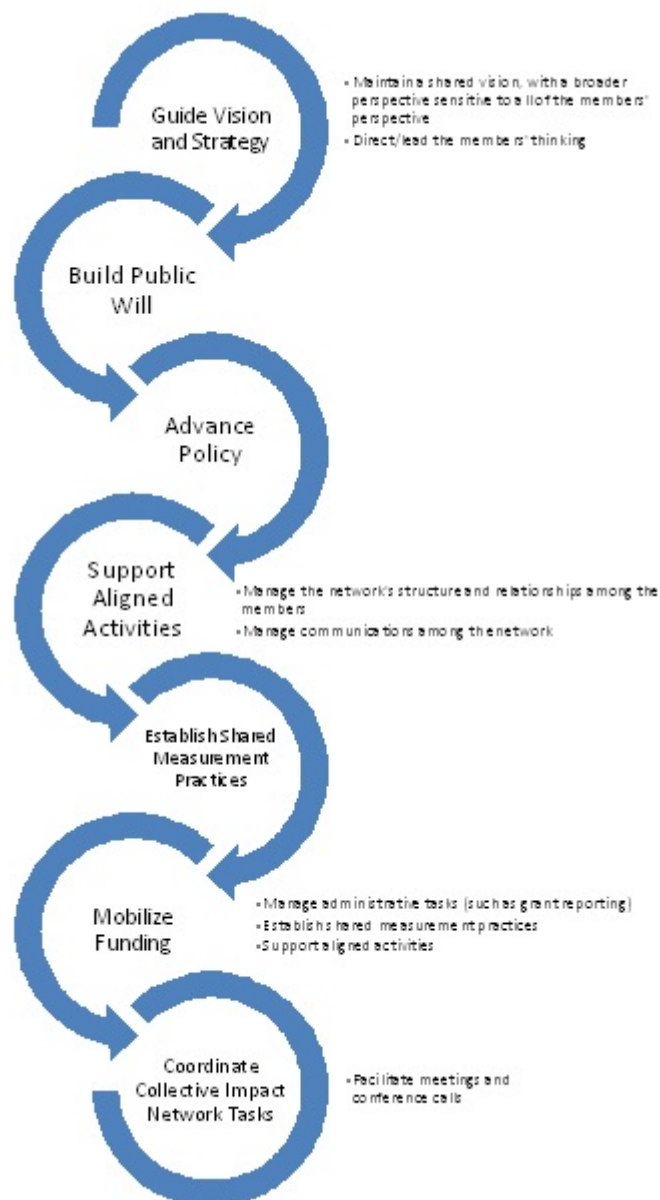 Guide Vision
and Strategy
• Maintain a shared vision, with a broader
perspective sensitive to all of the members'
perspective
• Direct/lead the members' thinking
Build Public
Will
Advance
Policy
Support
Aligned
Activities
• Manage the network's structure and relationships among the
members
• Manage communications among the network
Establish Shared
Measurement
Practices
Mobilize
Funding
• Manage administrative tasks (such as grant reporting)
• Establish shared measurement practices
• Support aligned activities
Coordinate
Collective Impact
Network Tasks
• Facilitate meetings and
conference calls